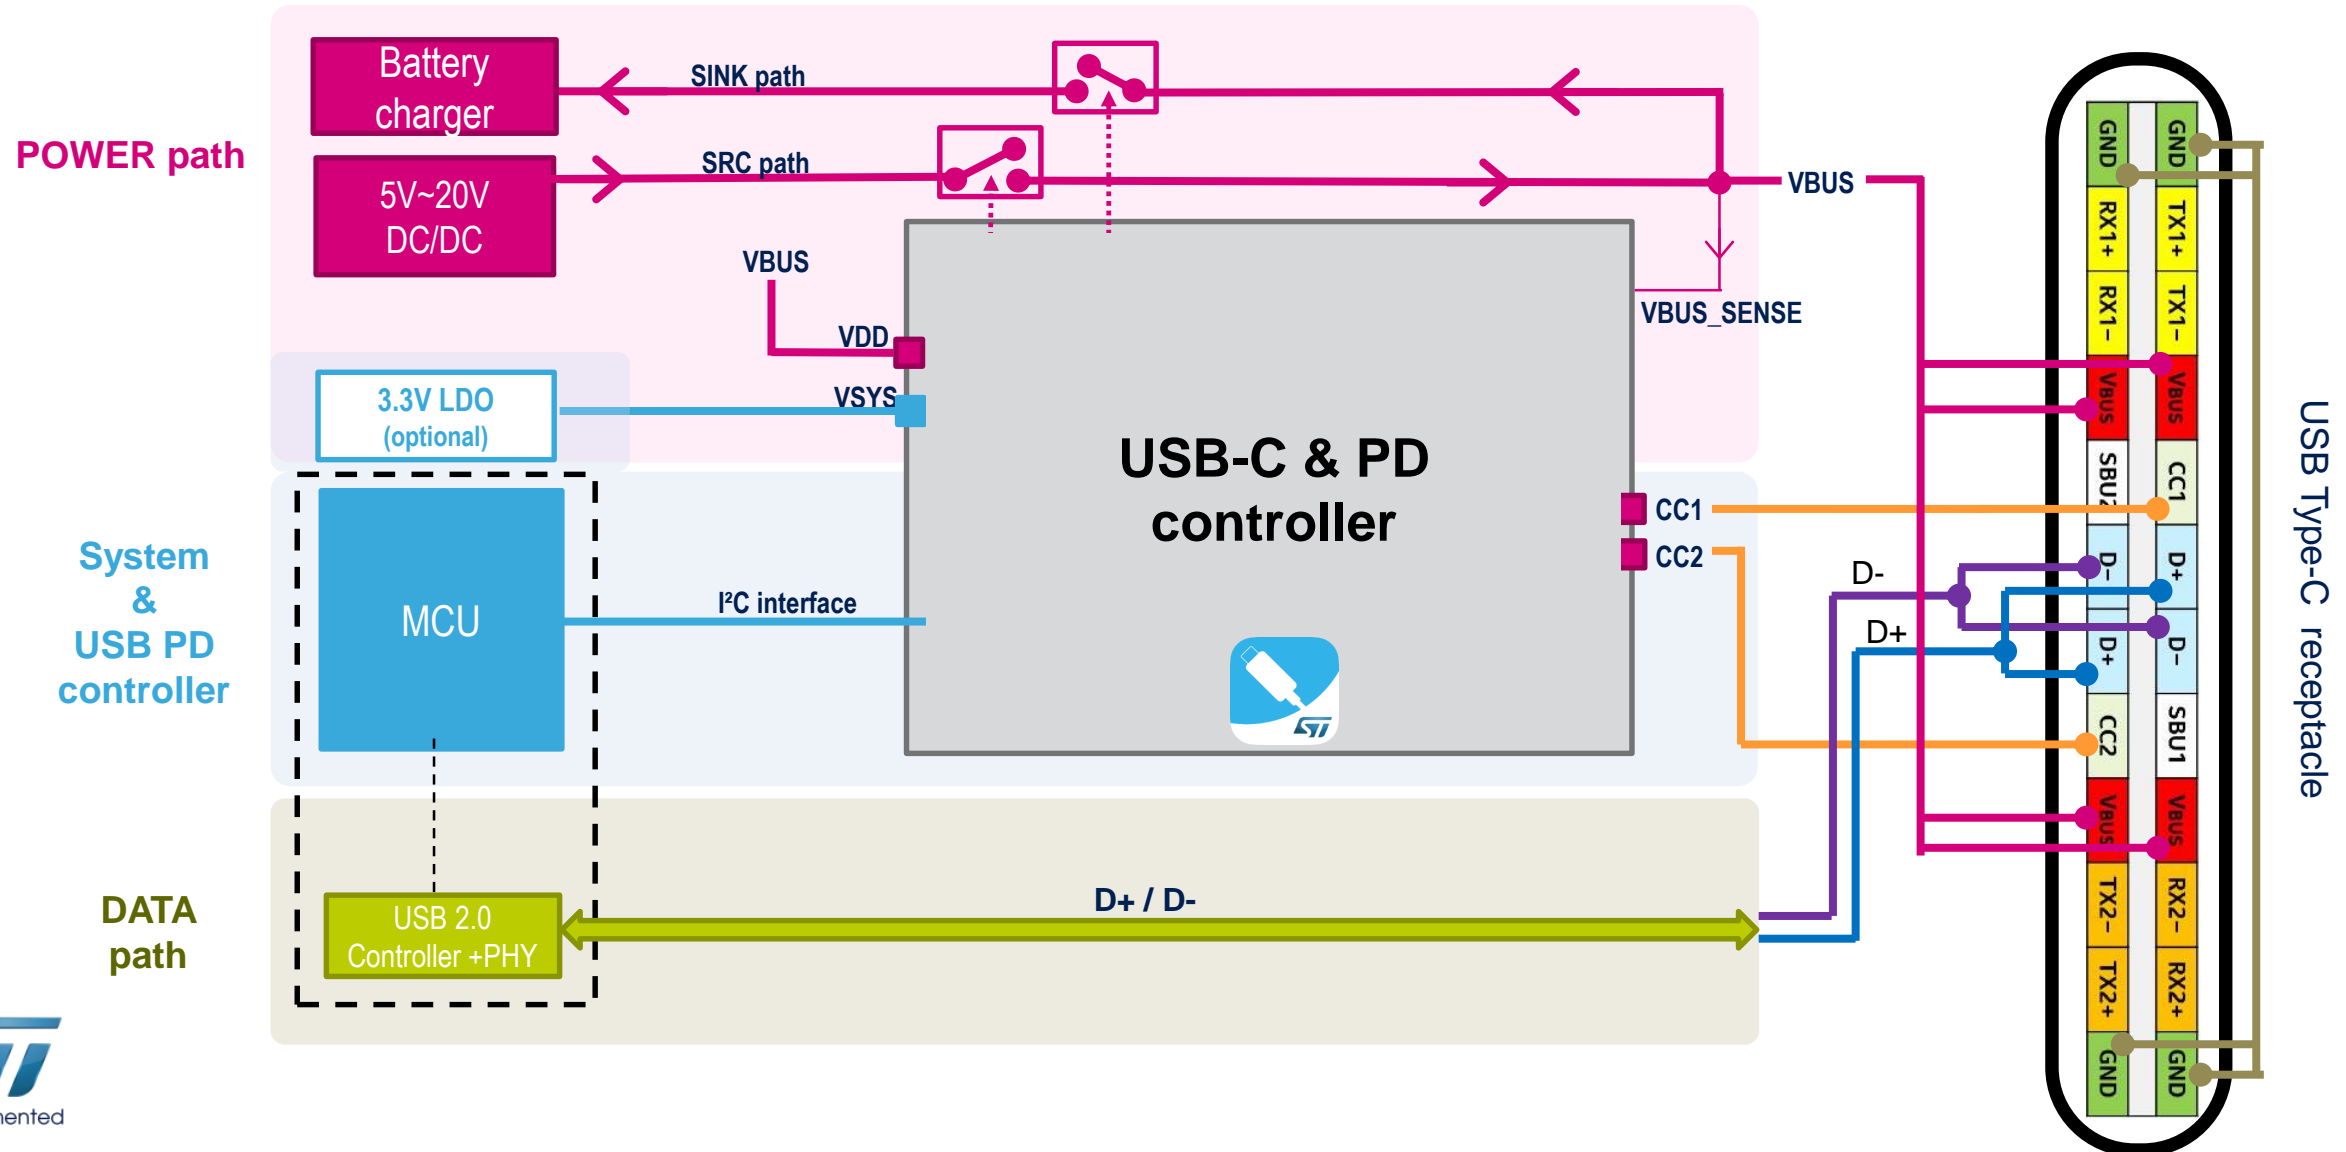 Battery
charger
SINK path
POWER path
SRC path
5V~20V
DC/DC
VBUS
VBUS
VDD
VBUS_SENSE
VSYS
3.3V LDO
(optional)
USB-C & PD
controller
CC1
CC2
System
&
USB PD
controller
MCU
I²C interface
D-
D+
DATA
path
USB 2.0
Controller +PHY
D+ / D-
GND
RX1+
RX1−
VBUS
SBU2
D−
D+
CC2
VBUS
TX2−
TX2+
GND
GND
TX1+
TX1−
VBUS
CC1
D+
D−
SBU1
VBUS
RX2−
RX2+
GND
USB Type-C receptacle
ST